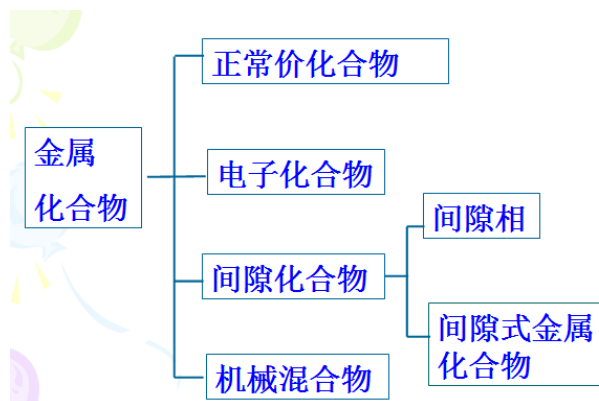 正常价化合物
金属
化合物
电子化合物
间隙相
间隙化合物
间隙式金属
化合物
机械混合物